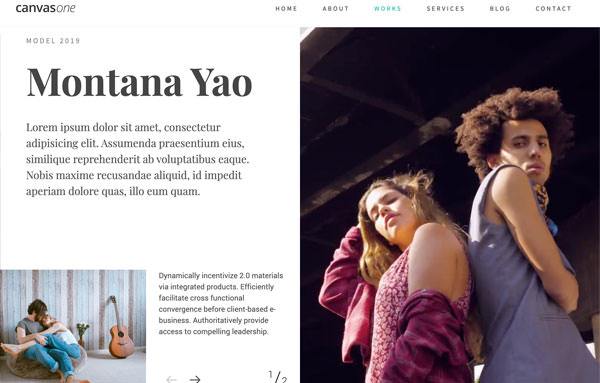 canvasone
HOME ABOUT WORKS SERVICES BLOG CONTACT
MODEL 2019
Montana Yao
Lorem ipsum dolor sit amet, consectetur
adipisicing elit. Assumenda praesentium eius,
similique reprehenderit ab voluptatibus eaque.
Nobis maxime recusandae aliquid, id impedit
aperiam dolore quas, illo eum quam.
Dynamically incentivize 2.0 materials
via integrated products. Efficiently
facilitate cross functional
convergence before client-based e-
business. Authoritatively provide
access to compelling leadership.
1/2